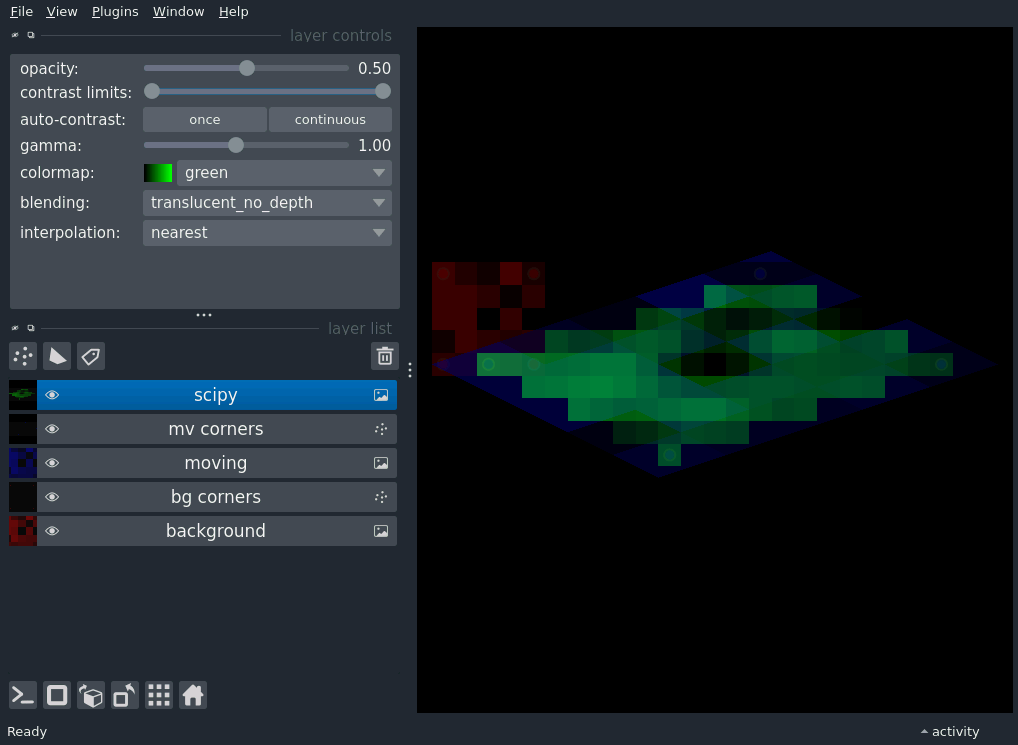 File View Plugins Window Help
layer controls
opacity: 0.50
contrast limits:
auto-contrast: once continuous
gamma: 1.00
colormap: green
blending: translucent_no_depth
interpolation: nearest
layer list
scipy
mv corners
moving
bg corners
background
Ready activity